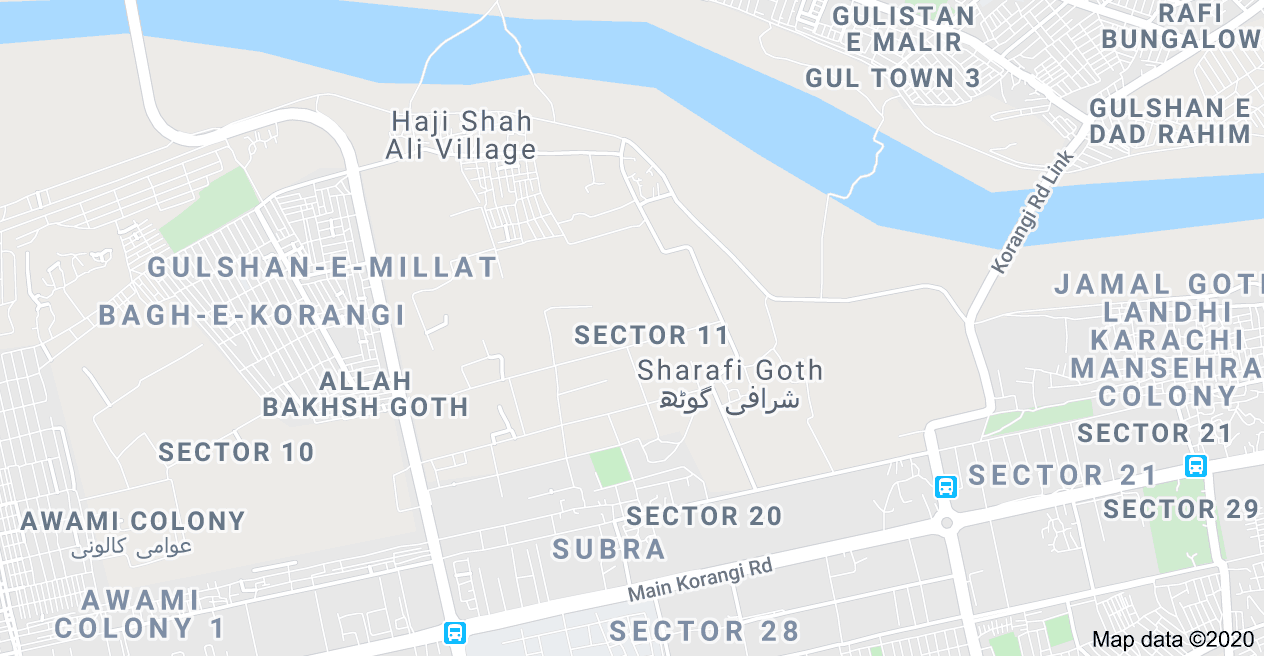 GULISTAN
E MALIR
RAFI
BUNGALOW
GUL TOWN 3
GULSHAN E
DAD RAHIM
Haji Shah
Ali Village
Korangi Rd Link
GULSHAN-E-MILLAT
BAGH-E-KORANGI
JAMAL GOTH
LANDHI
KARACHI
MANSEHRA
COLONY
SECTOR 11
Sharafi Goth
شرافی گوٹھ
ALLAH
BAKHSH GOTH
SECTOR 10
SECTOR 21
SECTOR 21
SECTOR 29
AWAMI COLONY
عوامی کالونی
SECTOR 20
SUBRA
Main Korangi Rd
AWAMI
COLONY 1
SECTOR 28
Map data ©2020